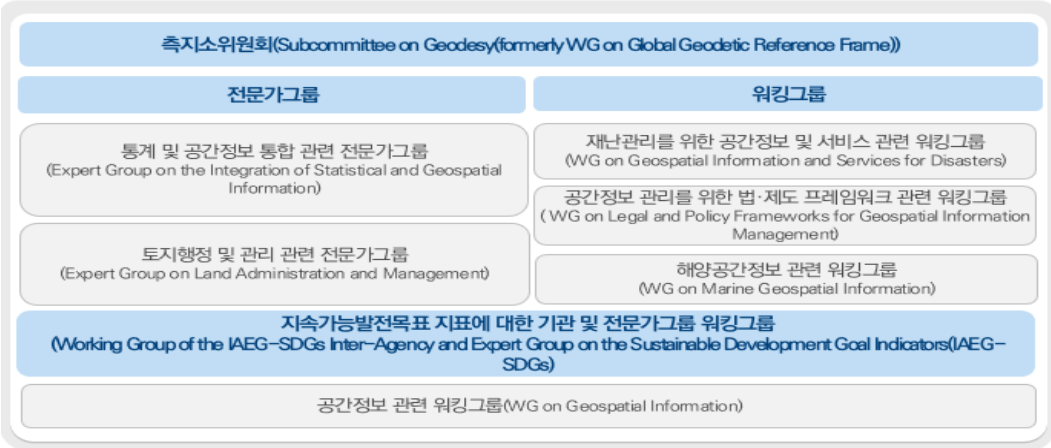 측지소위원회(Subcommittee on Geodesy(formerly WG on Global Geodetic Reference Frame))
전문가그룹
워킹그룹
통계 및 공간정보 통합 관련 전문가그룹
(Expert Group on the Integration of Statistical and Geospatial
Information)
토지행정 및 관리 관련 전문가그룹
(Expert Group on Land Administration and Management)
재난관리를 위한 공간정보 및 서비스 관련 워킹그룹
(WG on Geospatial Information and Services for Disasters)
공간정보 관리를 위한 법·제도 프레임워크 관련 워킹그룹
( WG on Legal and Policy Frameworks for Geospatial Information
Management)
해양공간정보 관련 워킹그룹
(WG on Marine Geospatial Information)
지속가능발전목표 지표에 대한 기관 및 전문가그룹 워킹그룹
(Working Group of the IAEG-SDGs Inter-Agency and Expert Group on the Sustainable Development Goal Indicators(IAEG-
SDGs)
공간정보 관련 워킹그룹(WG on Geospatial Information)